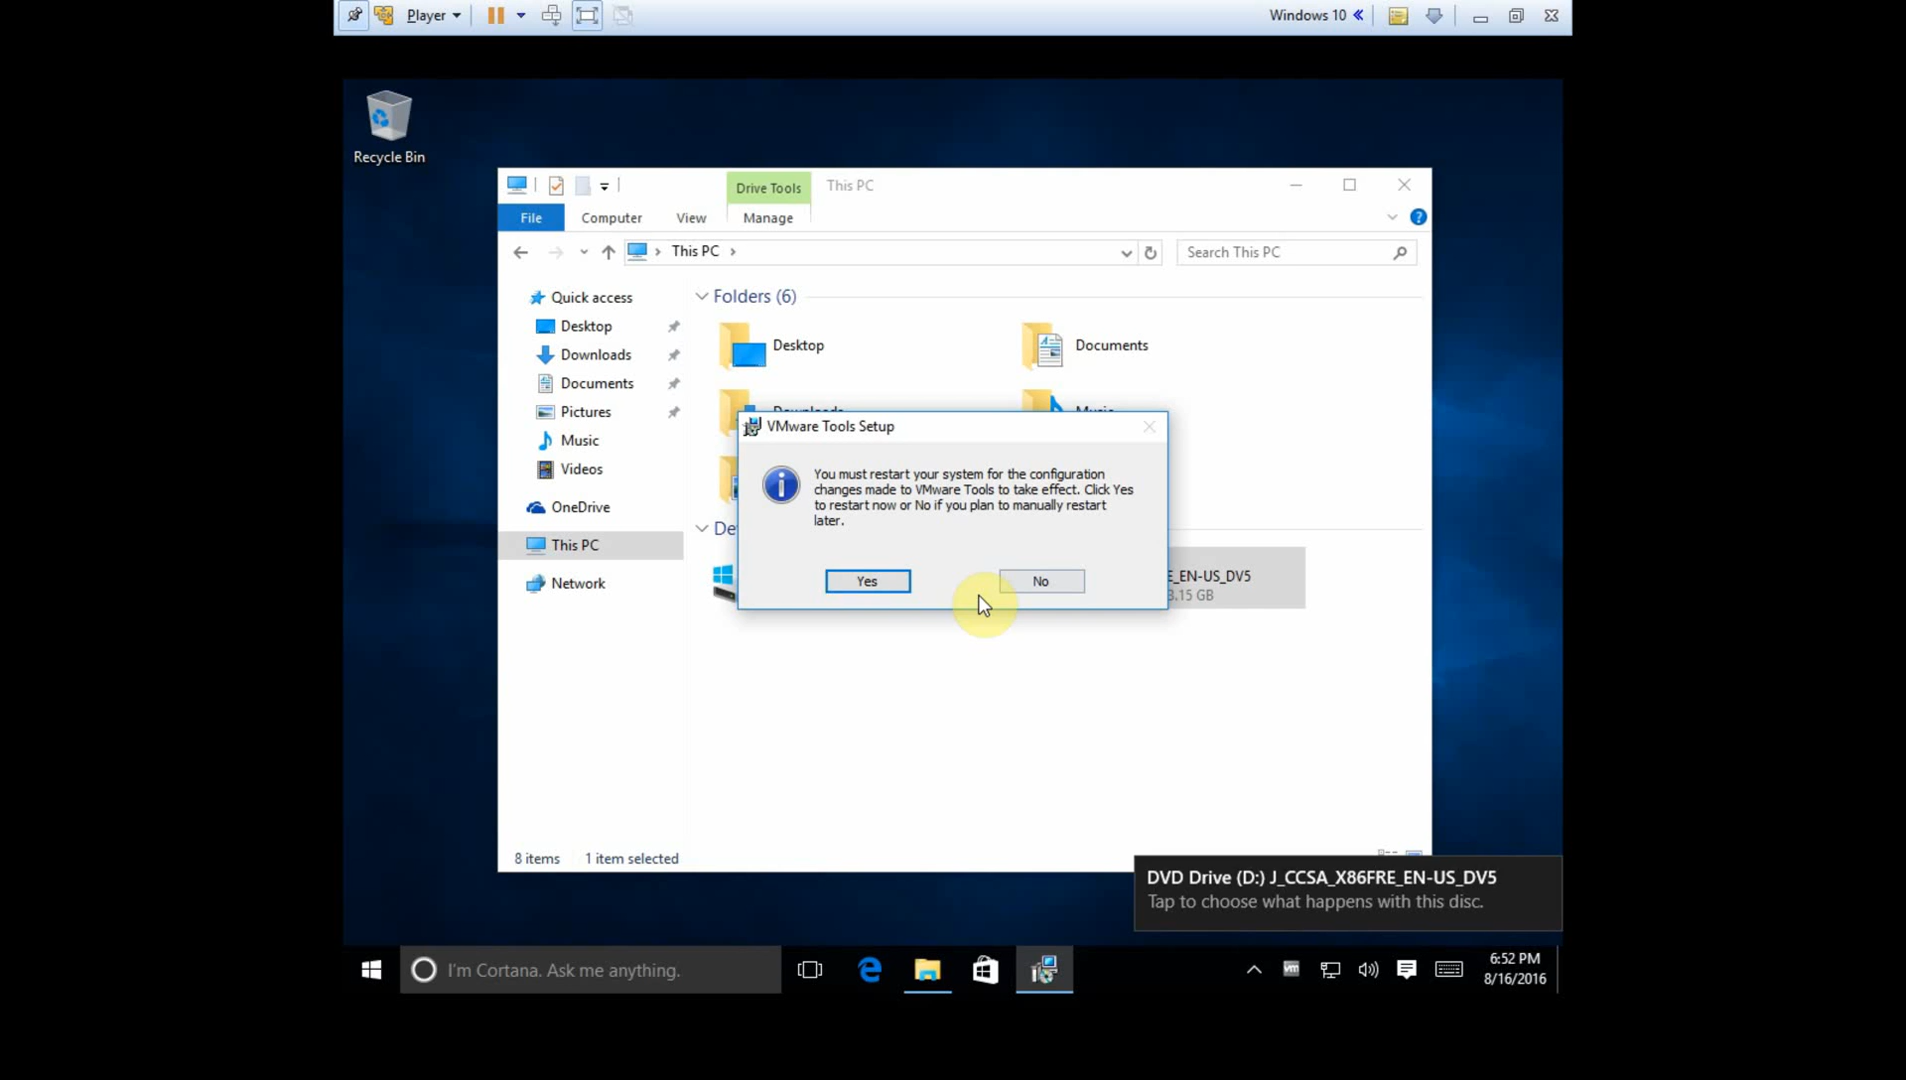 Player
Windows 10
Recycle Bin
Drive Tools
This PC
File
Computer
View
Manage
This PC
Search This PC
Quick access
Desktop
Downloads
Documents
Pictures
Music
Videos
OneDrive
This PC
Network
Folders (6)
Desktop
Documents
VMware Tools Setup
You must restart your system for the configuration
changes made to VMware Tools to take effect. Click Yes
to restart now or No if you plan to manually restart
later.
Yes
No
E_EN-US_DV5
3.15 GB
8 items
1 item selected
DVD Drive (D:) J_CCSA_X86FRE_EN-US_DV5
Tap to choose what happens with this disc.
I'm Cortana. Ask me anything.
vm
6:52 PM
8/16/2016